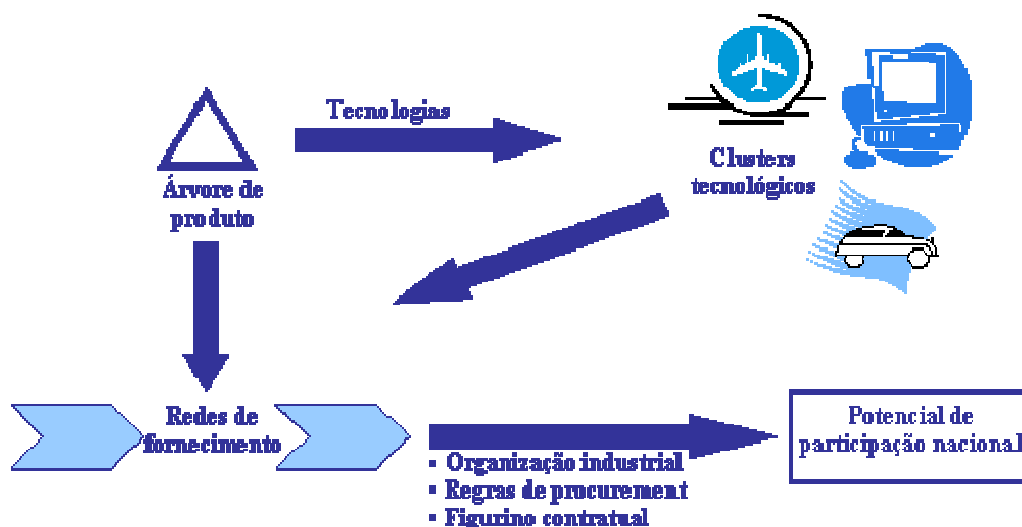 Tecnologias
Clusters
tecnológicos
Árvore de
produto
Redes de
fornecimento
Potencial de
participação nacional
▪ Organização industrial
▪ Regras de procurement
▪ Figurino contratual